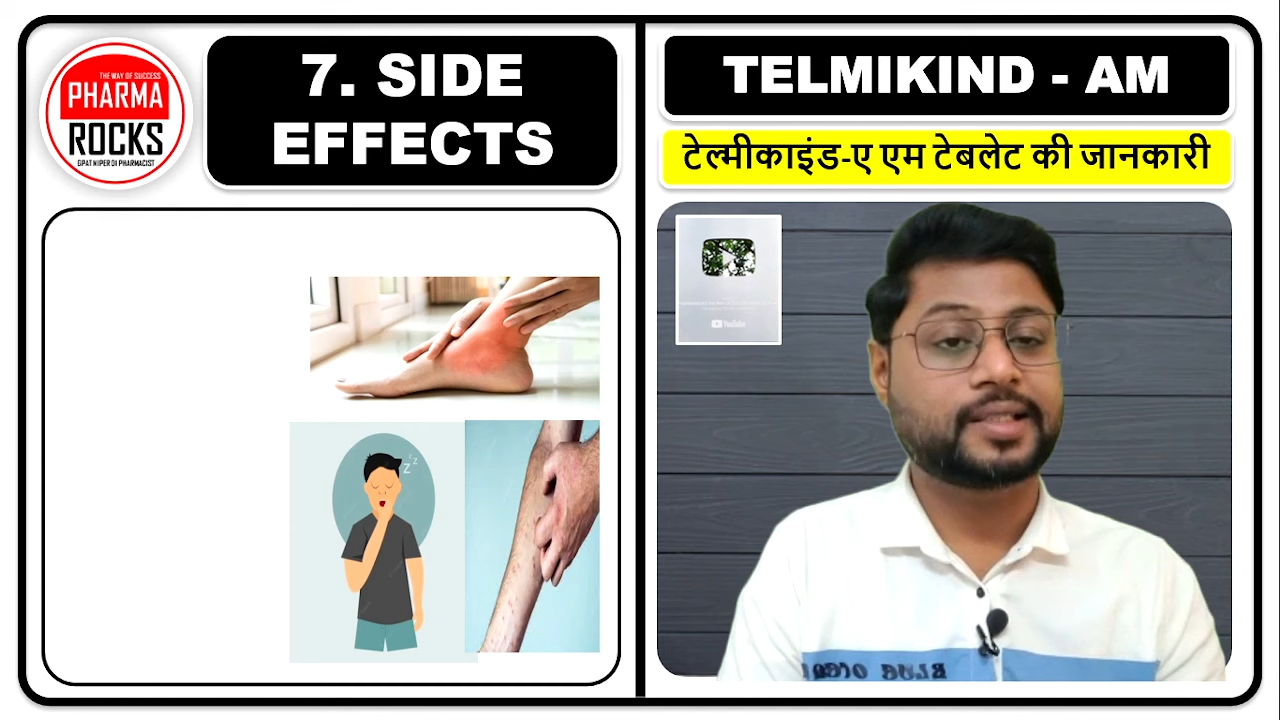 THE WAY OF SUCCESS
PHARMA
ROCKS
GPAT NIPER DI PHARMACIST
7. SIDE
EFFECTS
TELMIKIND - AM
टेल्मीकाइंड-ए एम टेबलेट की जानकारी
YouTube
Z Z Z